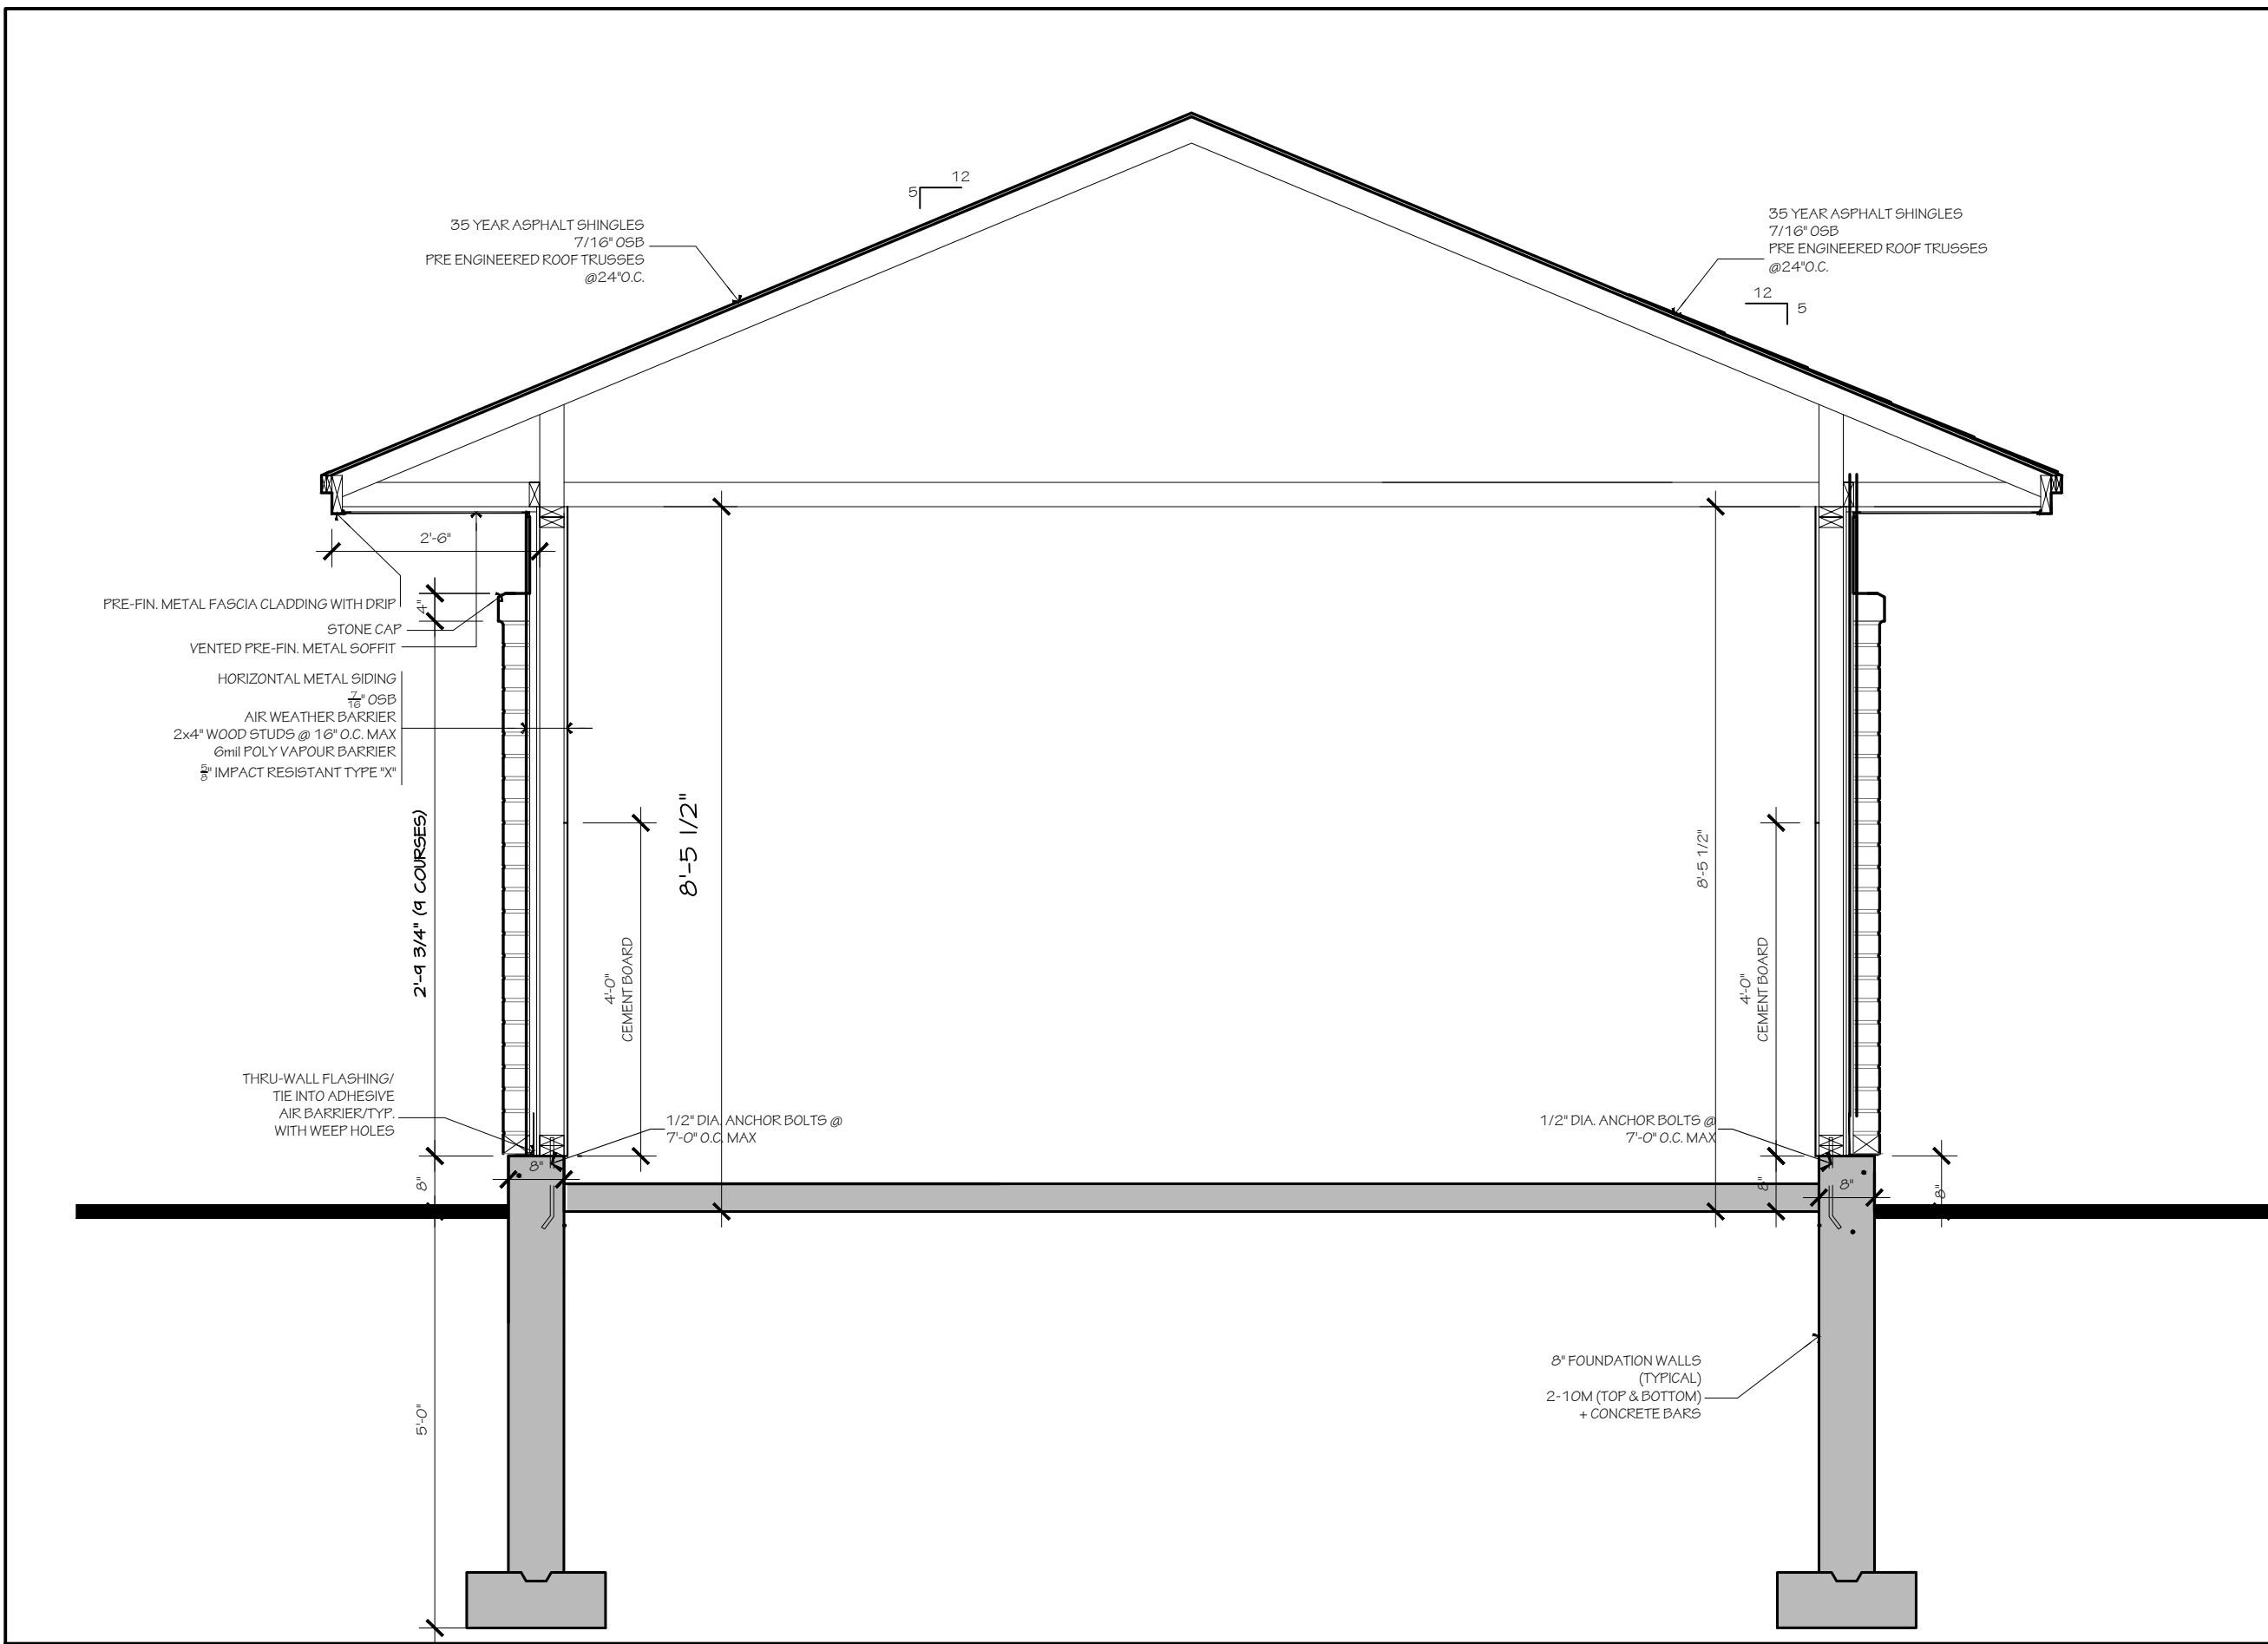 12
5
35 YEAR ASPHALT SHINGLES
7/16" OSB
PRE ENGINEERED ROOF TRUSSES
@24"O.C.
35 YEAR ASPHALT SHINGLES
7/16" OSB
PRE ENGINEERED ROOF TRUSSES
@24"O.C.
12
5
2'-6"
4"
PRE-FIN. METAL FASCIA CLADDING WITH DRIP
STONE CAP
VENTED PRE-FIN. METAL SOFFIT
HORIZONTAL METAL SIDING
7/16" OSB
AIR WEATHER BARRIER
2x4" WOOD STUDS @ 16" O.C. MAX
6mil POLY VAPOUR BARRIER
5/8" IMPACT RESISTANT TYPE "X"
2'-9 3/4" (9 COURSES)
8'-5 1/2"
8'-5 1/2"
4'-0"
CEMENT BOARD
4'-0"
CEMENT BOARD
THRU-WALL FLASHING/
TIE INTO ADHESIVE
AIR BARRIER/TYP.
WITH WEEP HOLES
1/2" DIA. ANCHOR BOLTS @
7'-0" O.C. MAX
1/2" DIA. ANCHOR BOLTS @
7'-0" O.C. MAX
8"
8"
8"
8"
8"
8" FOUNDATION WALLS
(TYPICAL)
2-10M (TOP & BOTTOM)
+ CONCRETE BARS
5'-0"